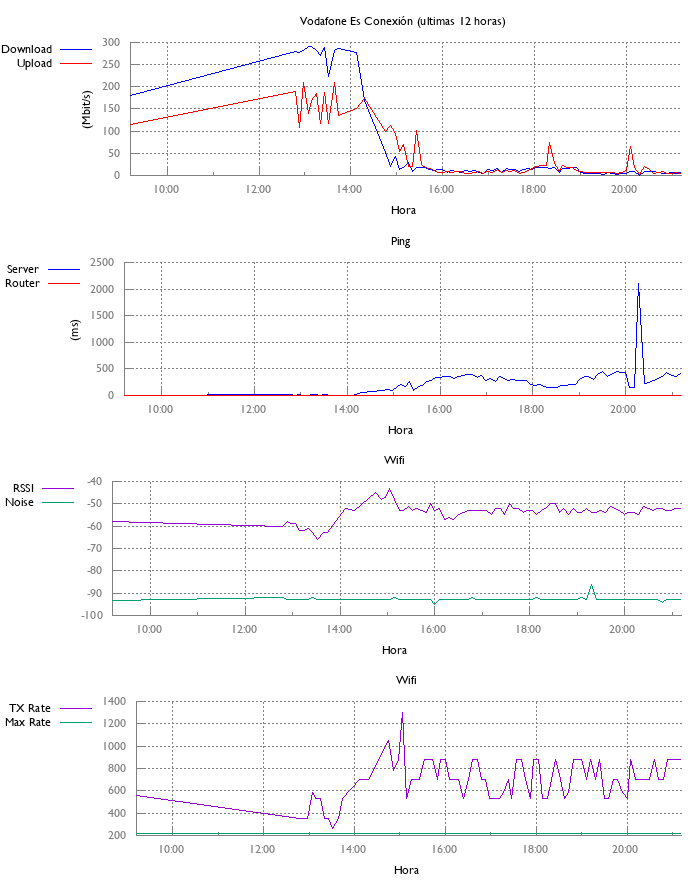 Vodafone Es Conexión (ultimas 12 horas)
Download
Upload
300
250
200
150
100
50
0
(Mbit/s)
10:00 12:00 14:00 16:00 18:00 20:00
Hora
Ping
Server
Router
2500
2000
1500
1000
500
0
(ms)
10:00 12:00 14:00 16:00 18:00 20:00
Hora
Wifi
RSSI
Noise
-40
-50
-60
-70
-80
-90
-100
10:00 12:00 14:00 16:00 18:00 20:00
Hora
Wifi
TX Rate
Max Rate
1400
1200
1000
800
600
400
200
10:00 12:00 14:00 16:00 18:00 20:00
Hora